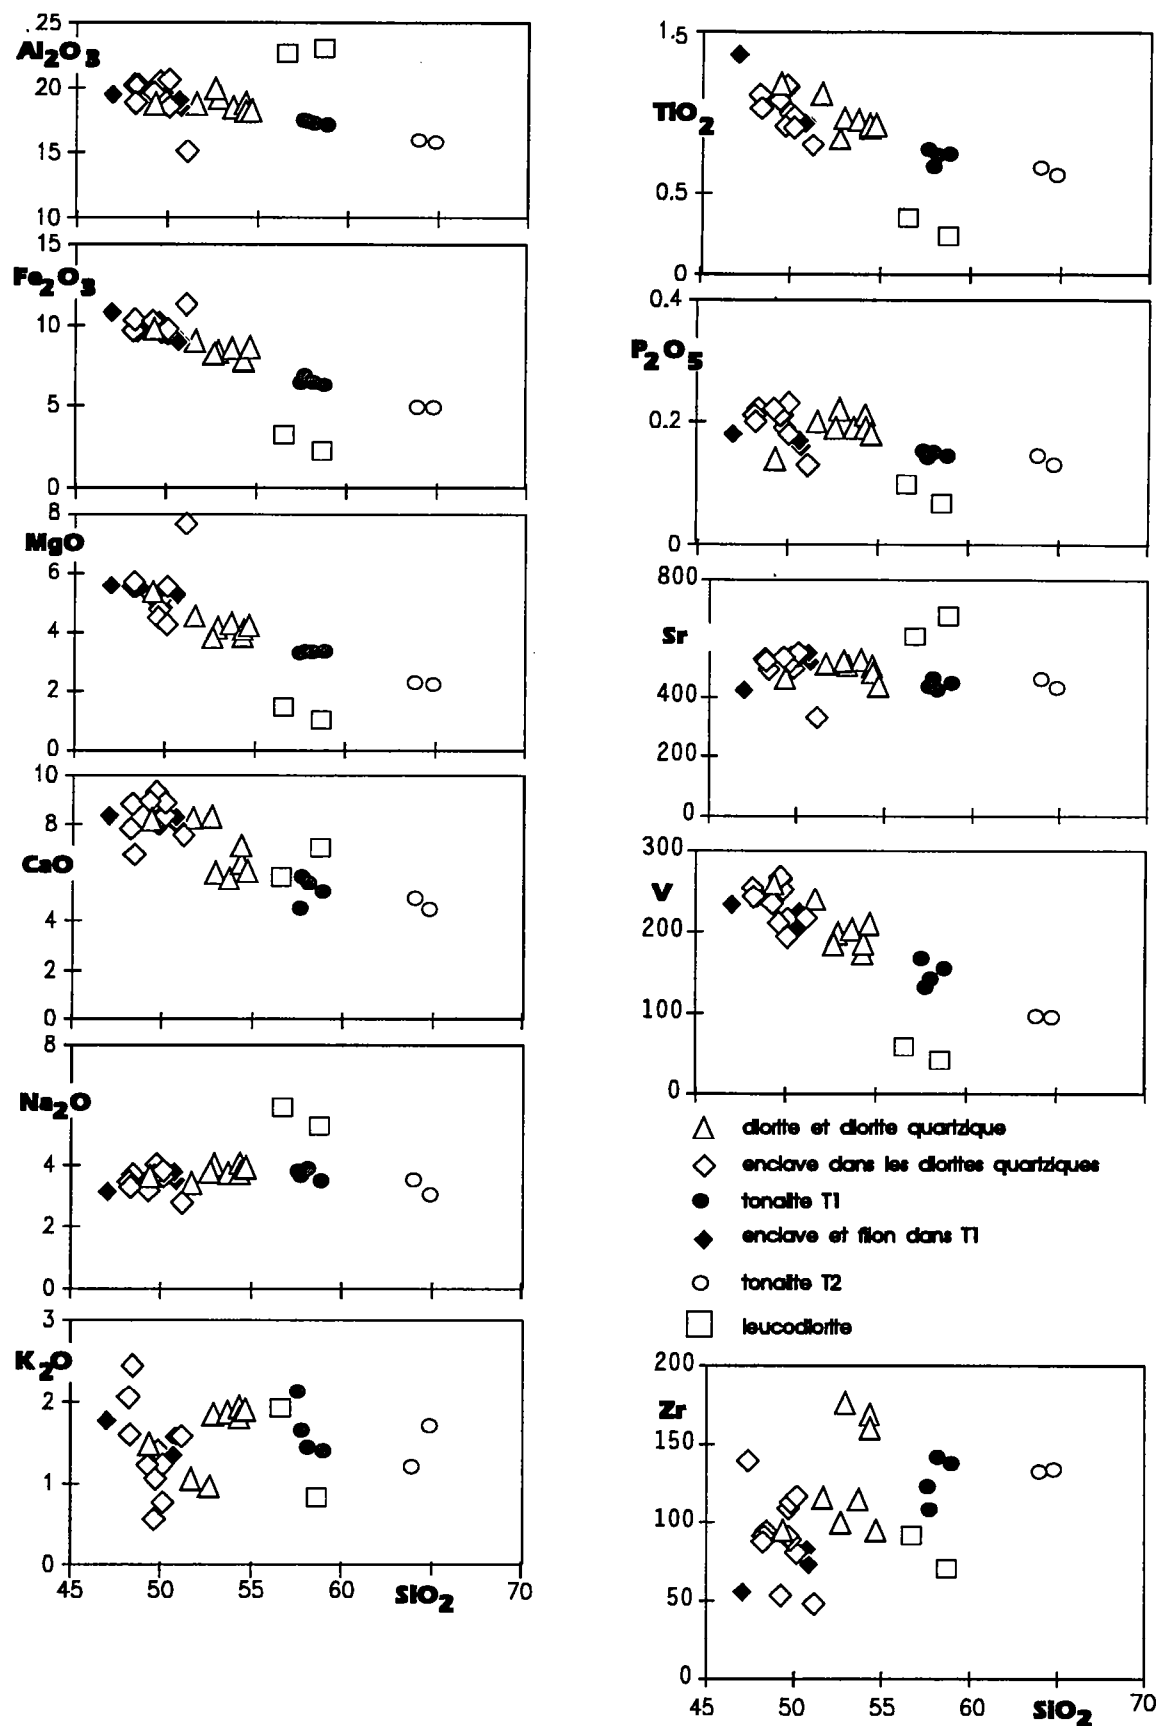 25
Al2O3
20
15
10
15
Fe2O3
10
5
0
8
MgO
6
4
2
0
10
8
CaO
4
2
0
8
Na2O
4
2
0
3
K2O
2
1
0
45 50 55 60 SiO2 70
1.5
TiO2
0.5
0
0.4
P2O5
0.2
0
800
Sr
400
200
0
300
V
200
100
0
diorite et diorite quartzique
enclave dans les diorites quartziques
tonalite T1
enclave et filon dans T1
tonalite T2
leucodiorite
200
Zr
150
100
50
0
45 50 55 60 SiO2 70